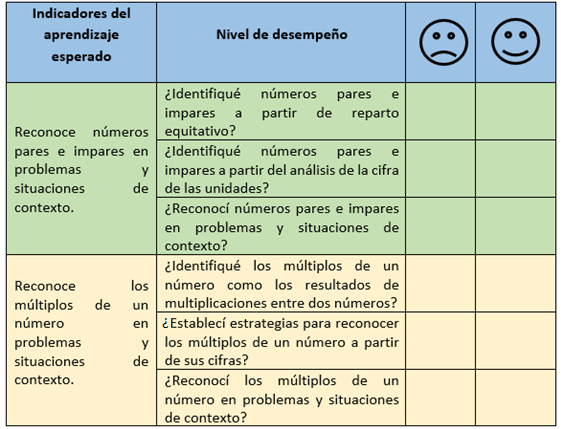 Indicadores del
aprendizaje
esperado
Nivel de desempeño
Reconoce números
pares e impares en
problemas y
situaciones de
contexto.
¿Identifiqué números pares e
impares a partir de reparto
equitativo?
¿Identifiqué números pares e
impares a partir del análisis de la cifra
de las unidades?
¿Reconocí números pares e impares
en problemas y situaciones de
contexto?
Reconoce los
múltiplos de un
número en
problemas y
situaciones de
contexto.
¿Identifiqué los múltiplos de un
número como los resultados de
multiplicaciones entre dos números?
¿Establecí estrategias para reconocer
los múltiplos de un número a partir
de sus cifras?
¿Reconocí los múltiplos de un
número en problemas y situaciones
de contexto?